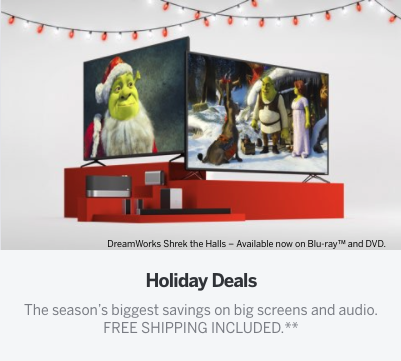 DreamWorks Shrek the Halls – Available now on Blu-ray™ and DVD.
Holiday Deals
The season's biggest savings on big screens and audio.
FREE SHIPPING INCLUDED.**